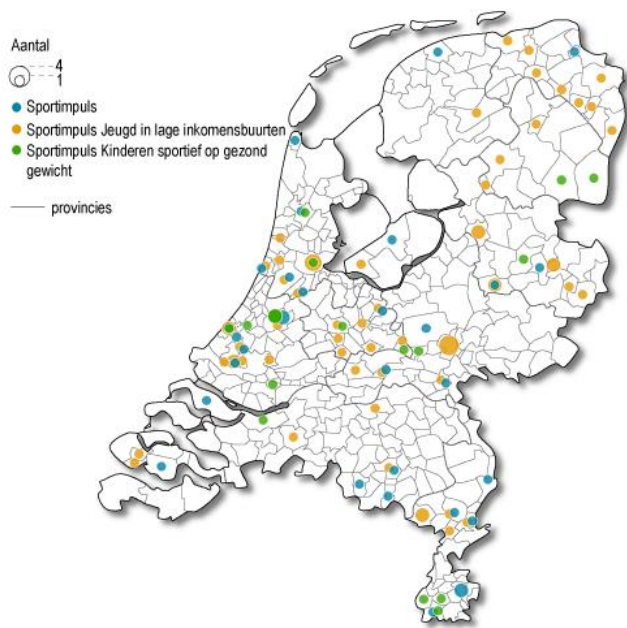 Aantal
4
1
Sportimpuls
Sportimpuls Jeugd in lage inkomensbuurten
Sportimpuls Kinderen sportief op gezond
gewicht
provincies